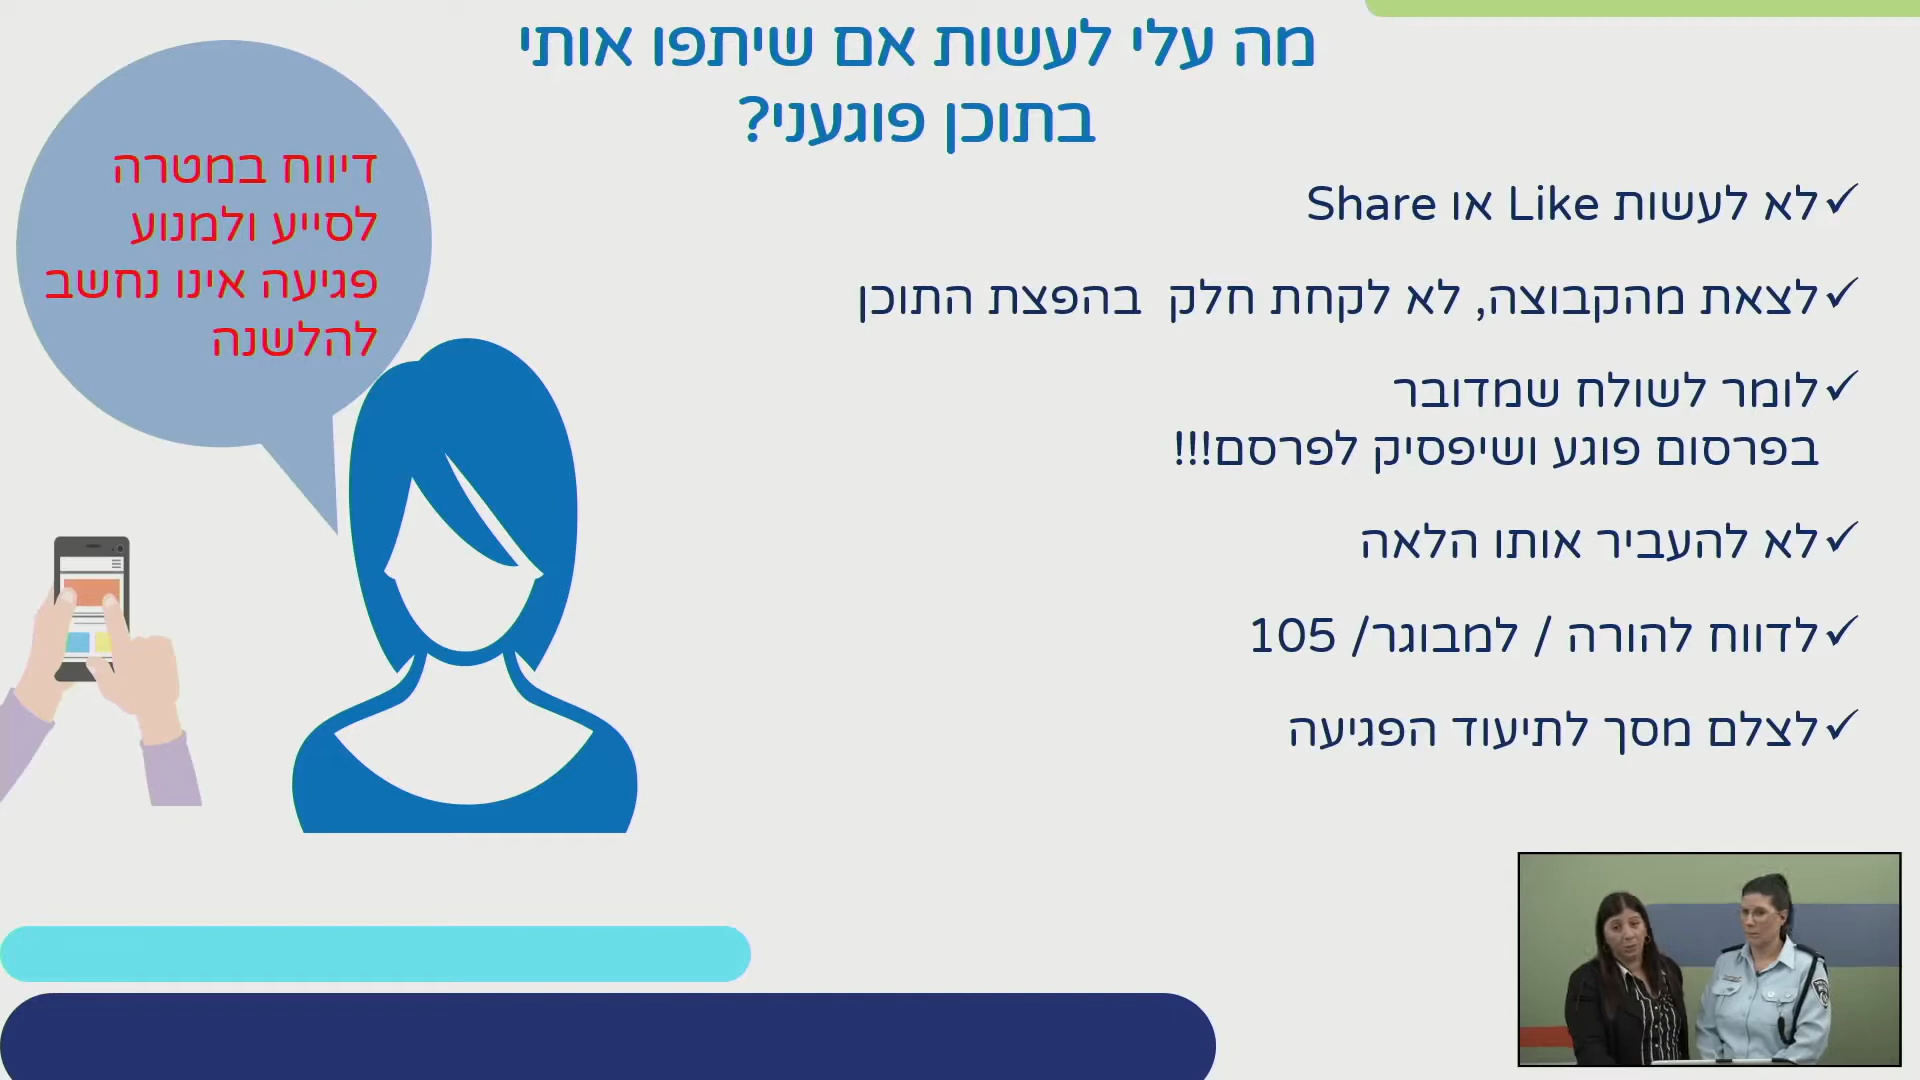 מה עלי לעשות אם שיתפו אותי
בתוכן פוגעני?
✓לא לעשות Like או Share
✓לצאת מהקבוצה, לא לקחת חלק בהפצת התוכן
✓לומר לשולח שמדובר
בפרסום פוגע ושיפסיק לפרסם!!!
✓לא להעביר אותו הלאה
✓לדווח להורה / למבוגר/ 105
✓לצלם מסך לתיעוד הפגיעה
דיווח במטרה
לסייע ולמנוע
פגיעה אינו נחשב
להלשנה